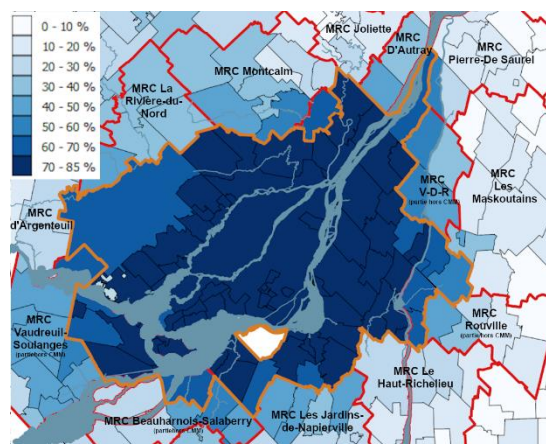 0 - 10 %
10 - 20 %
20 - 30 %
30 - 40 %
40 - 50 %
50 - 60 %
60 - 70 %
70 - 85 %
MRC Joliette
MRC
D'Autray
MRC
Pierre-De Saurel
MRC Montcalm
MRC La
Rivière-du-
Nord
MRC
V-D-R
(partie hors CMM)
MRC
Les
Maskoutains
MRC
d'Argenteuil
MRC
Vaudreuil-
Soulanges
(partie hors CMM)
MRC
Rouville
(partie hors CMM)
MRC Le
Haut-Richelieu
MRC Beauharnois-Salaberry
(partie hors CMM)
MRC Les Jardins-
de-Napierville